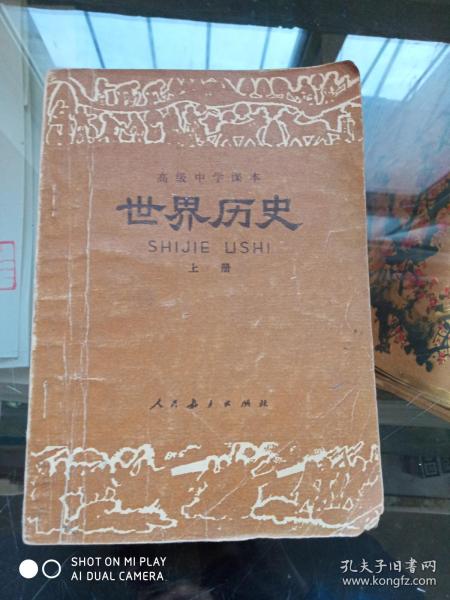 高级中学课本
世界历史
SHIJIE LISHI
上册
人民教育出版社
SHOT ON MI PLAY
AI DUAL CAMERA
孔夫子旧书网
www.kongfz.com